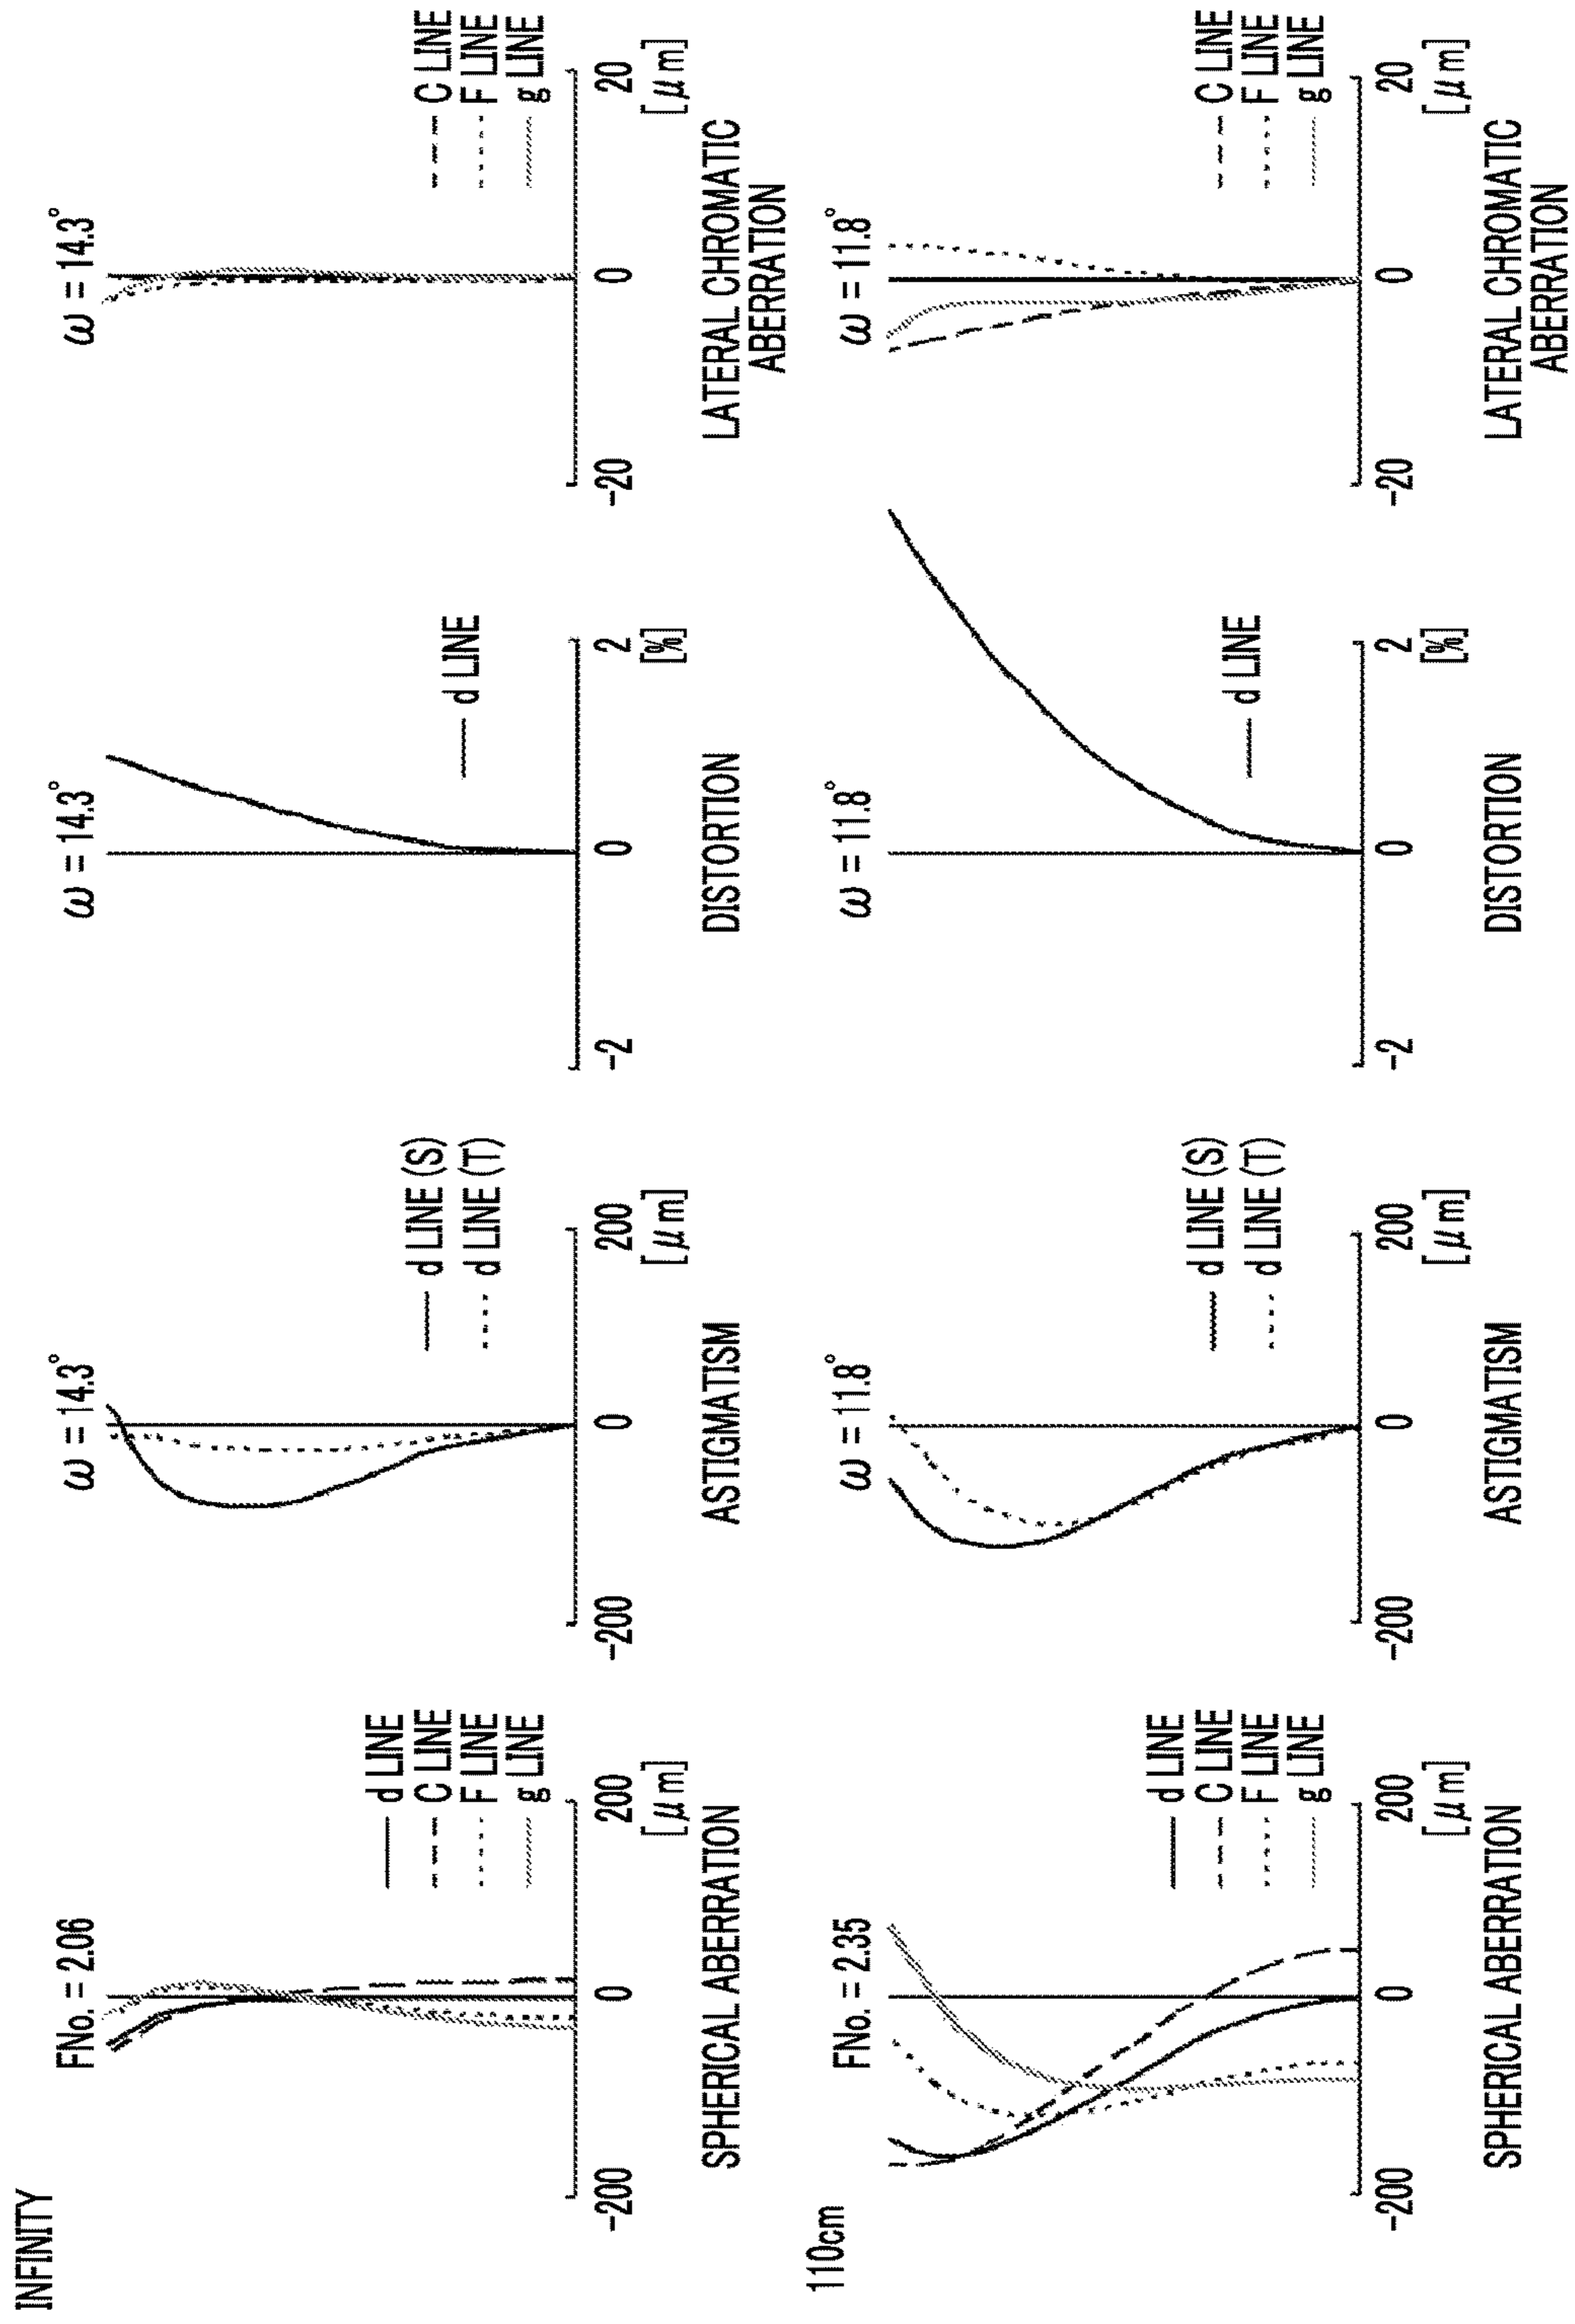 INFINITY
FNo. = 2.06
d LINE
C LINE
F LINE
g LINE
-200
0
200
[μm]
SPHERICAL ABERRATION
ω = 14.3°
d LINE (S)
d LINE (T)
-200
0
200
[μm]
ASTIGMATISM
ω = 14.3°
d LINE
-2
0
2
[%]
DISTORTION
ω = 14.3°
C LINE
F LINE
g LINE
-20
0
20
[μm]
LATERAL CHROMATIC
ABERRATION
110cm
FNo. = 2.35
d LINE
C LINE
F LINE
g LINE
-200
0
200
[μm]
SPHERICAL ABERRATION
ω = 11.8°
d LINE (S)
d LINE (T)
-200
0
200
[μm]
ASTIGMATISM
ω = 11.8°
d LINE
-2
0
2
[%]
DISTORTION
ω = 11.8°
C LINE
F LINE
g LINE
-20
0
20
[μm]
LATERAL CHROMATIC
ABERRATION